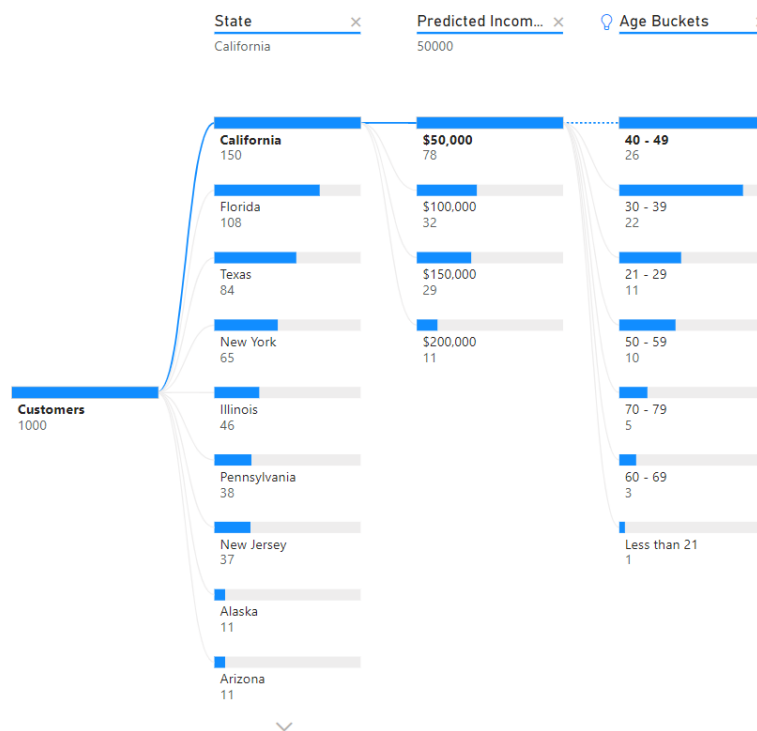 State
Predicted Incom...
Age Buckets
California
50000
California
150
$50,000
78
40 - 49
26
Florida
108
$100,000
32
30 - 39
22
Texas
84
$150,000
29
21 - 29
11
New York
65
$200,000
11
50 - 59
10
Customers
1000
Illinois
46
70 - 79
5
Pennsylvania
38
60 - 69
3
New Jersey
37
Less than 21
1
Alaska
11
Arizona
11